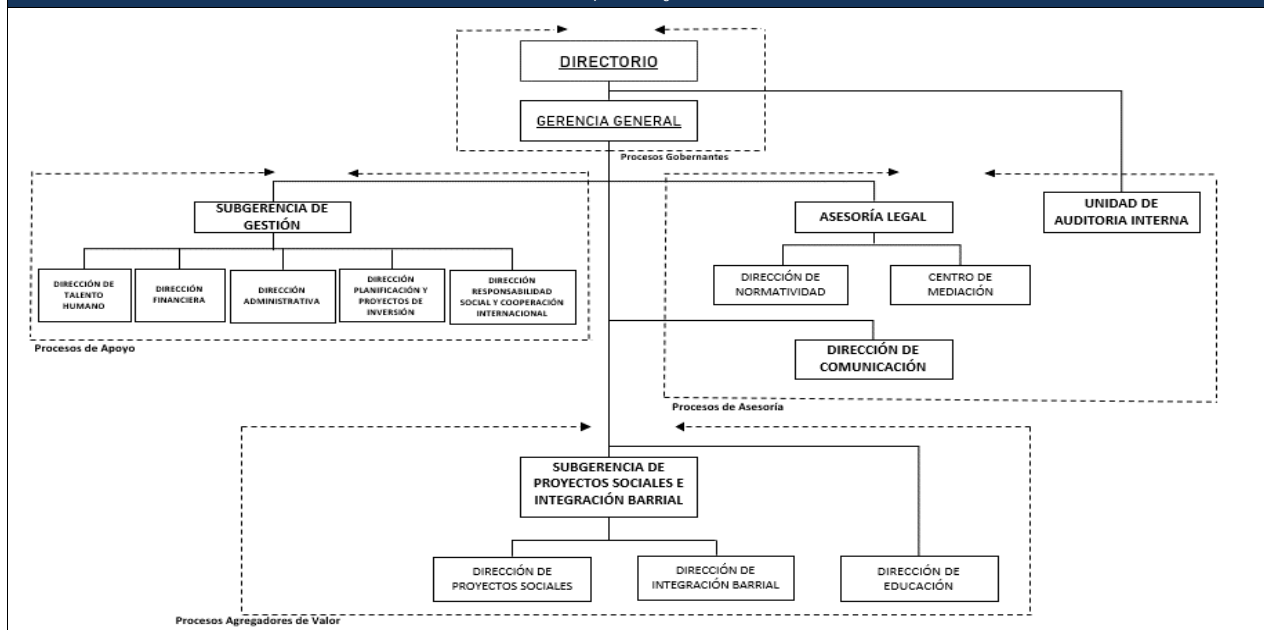 DIRECTORIO
GERENCIA GENERAL
Procesos Gobernantes
SUBGERENCIA DE
GESTIÓN
ASESORÍA LEGAL
UNIDAD DE
AUDITORIA INTERNA
DIRECCIÓN DE
TALENTO
HUMANO
DIRECCIÓN
FINANCIERA
DIRECCIÓN
ADMINISTRATIVA
DIRECCIÓN
PLANIFICACIÓN Y
PROYECTOS DE
INVERSIÓN
DIRECCIÓN
RESPONSABILIDAD
SOCIAL Y COOPERACIÓN
INTERNACIONAL
DIRECCIÓN DE
NORMATIVIDAD
CENTRO DE
MEDIACIÓN
Procesos de Apoyo
DIRECCIÓN DE
COMUNICACIÓN
Procesos de Asesoría
SUBGERENCIA DE
PROYECTOS SOCIALES E
INTEGRACIÓN BARRIAL
DIRECCIÓN DE
PROYECTOS SOCIALES
DIRECCIÓN DE
INTEGRACIÓN BARRIAL
DIRECCIÓN DE
EDUCACIÓN
Procesos Agregadores de Valor